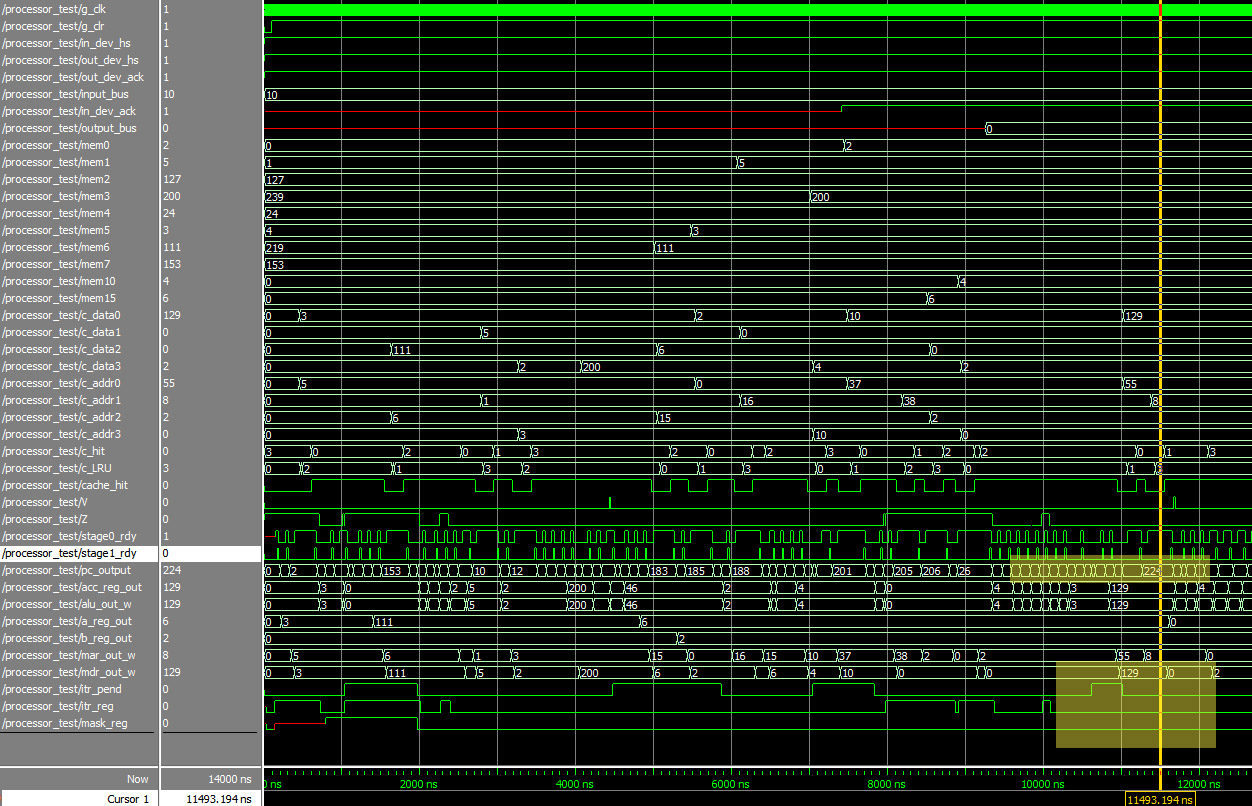 /processor_test/g_clk 1
/processor_test/g_clr 1
/processor_test/in_dev_hs 1
/processor_test/out_dev_hs 1
/processor_test/out_dev_ack 1
/processor_test/input_bus 10 10
/processor_test/in_dev_ack 1
/processor_test/output_bus 0 0
/processor_test/mem0 2 0 2
/processor_test/mem1 5 1 5
/processor_test/mem2 127 127
/processor_test/mem3 200 239 200
/processor_test/mem4 24 24
/processor_test/mem5 3 4 3
/processor_test/mem6 111 219 111
/processor_test/mem7 153 153
/processor_test/mem10 4 0 4
/processor_test/mem15 6 0 6
/processor_test/c_data0 129 0 3 2 10 129
/processor_test/c_data1 0 0 5 0
/processor_test/c_data2 0 0 111 6 0
/processor_test/c_data3 2 0 2 200 4 2
/processor_test/c_addr0 55 0 5 0 37 55
/processor_test/c_addr1 8 0 1 16 38 8
/processor_test/c_addr2 2 0 6 15 2
/processor_test/c_addr3 0 0 3 10 0
/processor_test/c_hit 0 3 0 2 0 1 3 2 0 2 3 0 1 2 2 0 1 3
/processor_test/c_LRU 3 0 2 1 3 2 0 1 3 0 1 2 3 0 1
/processor_test/cache_hit 0
/processor_test/V 0
/processor_test/Z 0
/processor_test/stage0_rdy 1
/processor_test/stage1_rdy 0
/processor_test/pc_output 224 0 2 153 10 12 183 185 188 201 205 206 26 224
/processor_test/acc_reg_out 129 0 3 0 2 5 2 200 46 2 4 0 4 3 129 4
/processor_test/alu_out_w 129 0 3 0 5 2 200 46 2 4 0 4 3 129
/processor_test/a_reg_out 6 0 3 111 6 0
/processor_test/b_reg_out 2 0 2
/processor_test/mar_out_w 8 0 5 6 1 3 15 0 16 15 10 37 38 2 0 2 55 8 0
/processor_test/mdr_out_w 129 0 3 111 5 2 200 6 2 6 4 10 0 0 129 0 2
/processor_test/itr_pend 0
/processor_test/itr_reg 0
/processor_test/mask_reg 0
Now 14000 ns ns 2000 ns 4000 ns 6000 ns 8000 ns 10000 ns 12000 ns
Cursor 1 11493.194 ns 11493.194 ns